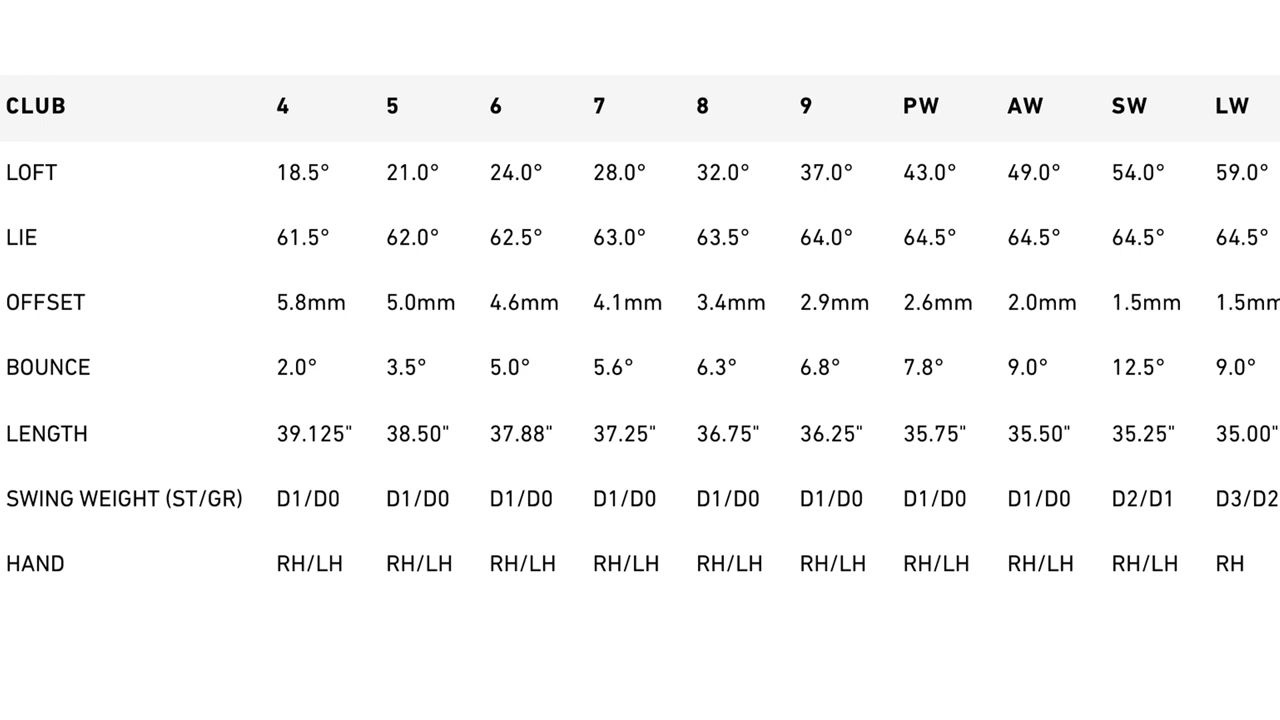 CLUB 4 5 6 7 8 9 PW AW SW LW
LOFT 18.5° 21.0° 24.0° 28.0° 32.0° 37.0° 43.0° 49.0° 54.0° 59.0°
LIE 61.5° 62.0° 62.5° 63.0° 63.5° 64.0° 64.5° 64.5° 64.5° 64.5°
OFFSET 5.8mm 5.0mm 4.6mm 4.1mm 3.4mm 2.9mm 2.6mm 2.0mm 1.5mm 1.5mm
BOUNCE 2.0° 3.5° 5.0° 5.6° 6.3° 6.8° 7.8° 9.0° 12.5° 9.0°
LENGTH 39.125" 38.50" 37.88" 37.25" 36.75" 36.25" 35.75" 35.50" 35.25" 35.00"
SWING WEIGHT (ST/GR) D1/D0 D1/D0 D1/D0 D1/D0 D1/D0 D1/D0 D1/D0 D1/D0 D2/D1 D3/D2
HAND RH/LH RH/LH RH/LH RH/LH RH/LH RH/LH RH/LH RH/LH RH/LH RH